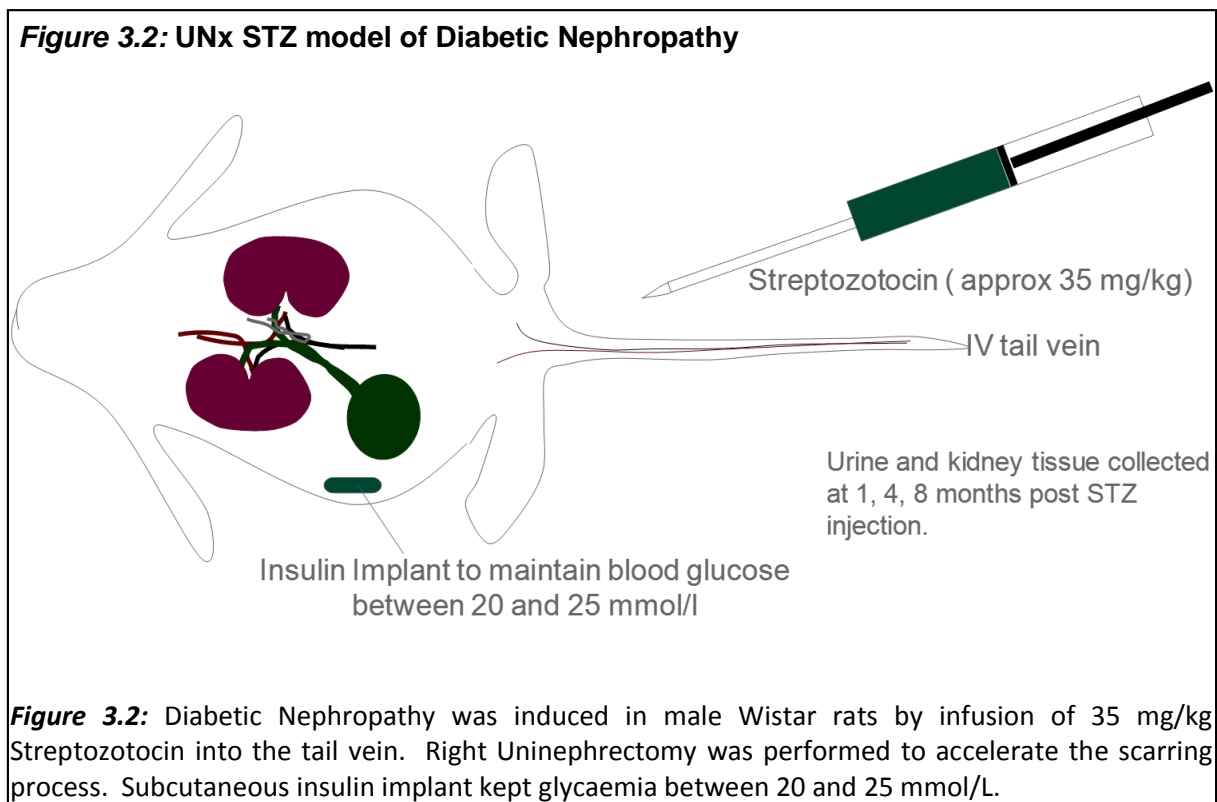 Figure 3.2: UNx STZ model of Diabetic Nephropathy
Streptozotocin ( approx 35 mg/kg)
IV tail vein
Urine and kidney tissue collected
at 1, 4, 8 months post STZ
injection.
Insulin Implant to maintain blood glucose
between 20 and 25 mmol/l
Figure 3.2: Diabetic Nephropathy was induced in male Wistar rats by infusion of 35 mg/kg
Streptozotocin into the tail vein. Right Uninephrectomy was performed to accelerate the scarring
process. Subcutaneous insulin implant kept glycaemia between 20 and 25 mmol/L.